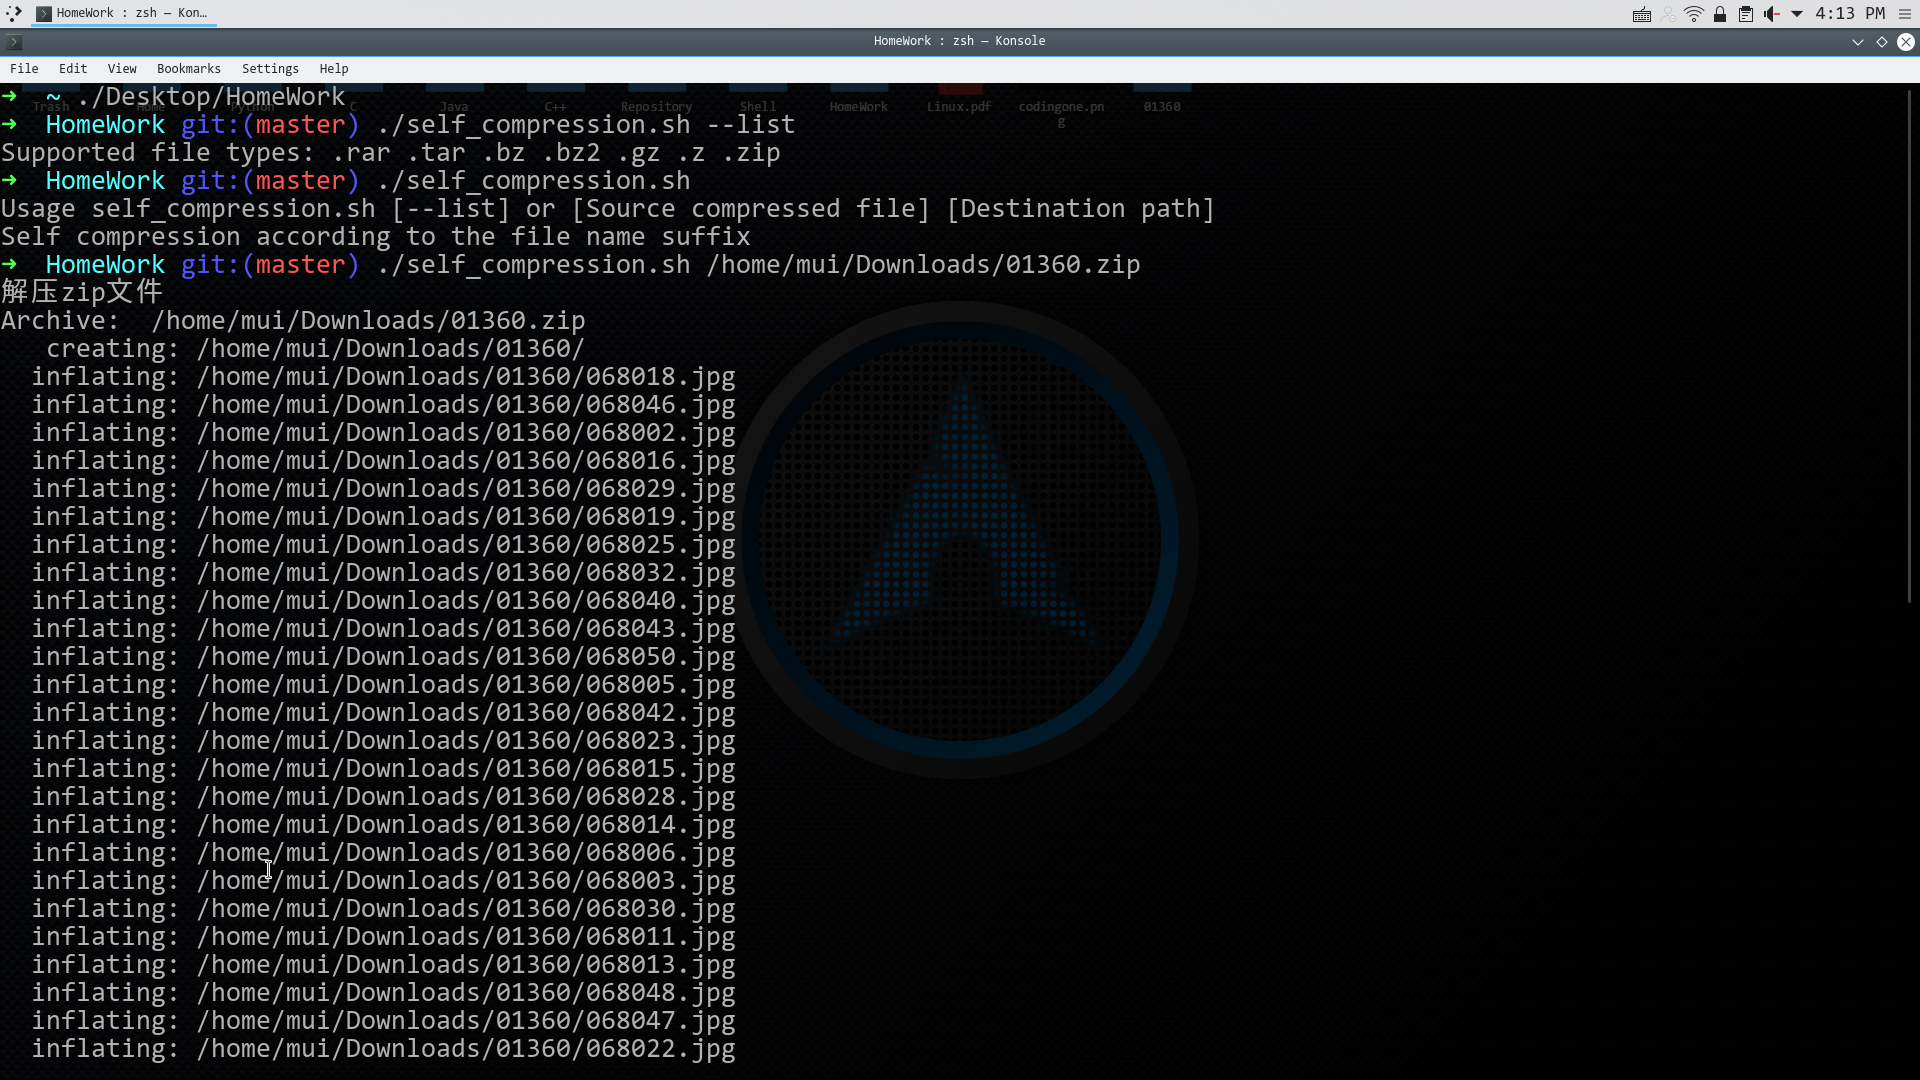 HomeWork : zsh — Kon...
4:13 PM
HomeWork : zsh — Konsole
File Edit View Bookmarks Settings Help
➜ ~ ./Desktop/HomeWork
Trash Home Python C Java C++ Repository Shell HomeWork Linux.pdf codingone.pn 01360
g
➜ HomeWork git:(master) ./self_compression.sh --list
Supported file types: .rar .tar .bz .bz2 .gz .z .zip
➜ HomeWork git:(master) ./self_compression.sh
Usage self_compression.sh [--list] or [Source compressed file] [Destination path]
Self compression according to the file name suffix
➜ HomeWork git:(master) ./self_compression.sh /home/mui/Downloads/01360.zip
解压zip文件
Archive:  /home/mui/Downloads/01360.zip
creating: /home/mui/Downloads/01360/
inflating: /home/mui/Downloads/01360/068018.jpg
inflating: /home/mui/Downloads/01360/068046.jpg
inflating: /home/mui/Downloads/01360/068002.jpg
inflating: /home/mui/Downloads/01360/068016.jpg
inflating: /home/mui/Downloads/01360/068029.jpg
inflating: /home/mui/Downloads/01360/068019.jpg
inflating: /home/mui/Downloads/01360/068025.jpg
inflating: /home/mui/Downloads/01360/068032.jpg
inflating: /home/mui/Downloads/01360/068040.jpg
inflating: /home/mui/Downloads/01360/068043.jpg
inflating: /home/mui/Downloads/01360/068050.jpg
inflating: /home/mui/Downloads/01360/068005.jpg
inflating: /home/mui/Downloads/01360/068042.jpg
inflating: /home/mui/Downloads/01360/068023.jpg
inflating: /home/mui/Downloads/01360/068015.jpg
inflating: /home/mui/Downloads/01360/068028.jpg
inflating: /home/mui/Downloads/01360/068014.jpg
inflating: /home/mui/Downloads/01360/068006.jpg
inflating: /home/mui/Downloads/01360/068003.jpg
inflating: /home/mui/Downloads/01360/068030.jpg
inflating: /home/mui/Downloads/01360/068011.jpg
inflating: /home/mui/Downloads/01360/068013.jpg
inflating: /home/mui/Downloads/01360/068048.jpg
inflating: /home/mui/Downloads/01360/068047.jpg
inflating: /home/mui/Downloads/01360/068022.jpg